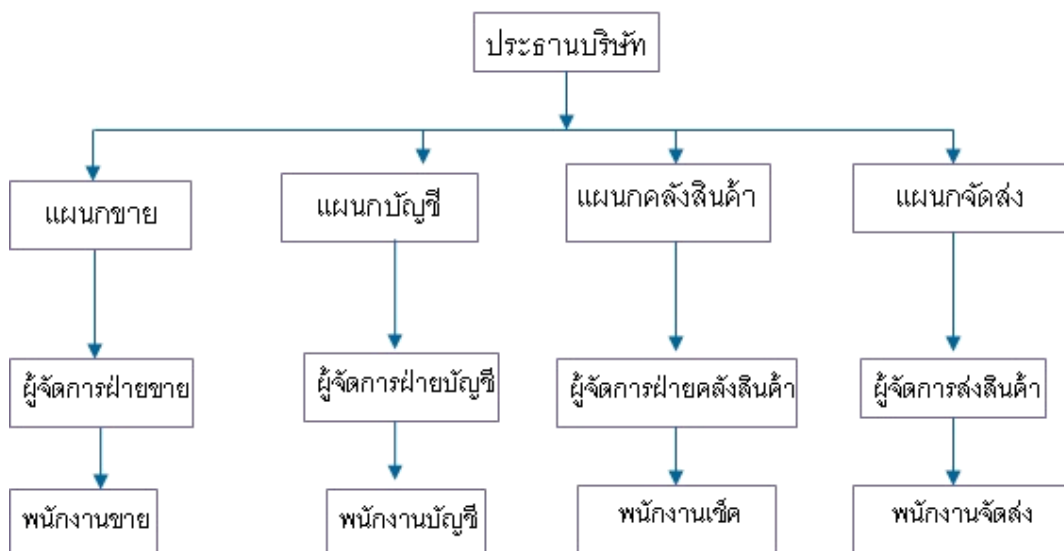 ประธานบริษัท
แผนกขาย
แผนกบัญชี
แผนกคลังสินค้า
แผนกจัดส่ง
ผู้จัดการฝ่ายขาย
ผู้จัดการฝ่ายบัญชี
ผู้จัดการฝ่ายคลังสินค้า
ผู้จัดการส่งสินค้า
พนักงานขาย
พนักงานบัญชี
พนักงานเช็ค
พนักงานจัดส่ง